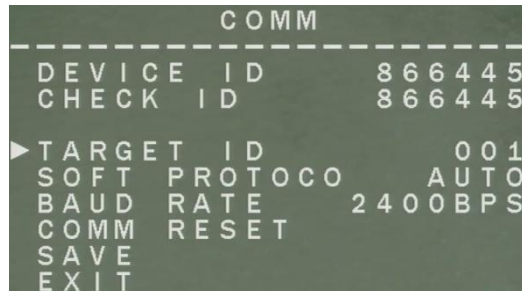 COMM
DEVICE ID 866445
CHECK ID 866445
TARGET ID 001
SOFT PROTOCO AUTO
BAUD RATE 2400BPS
COMM RESET
SAVE
EXIT